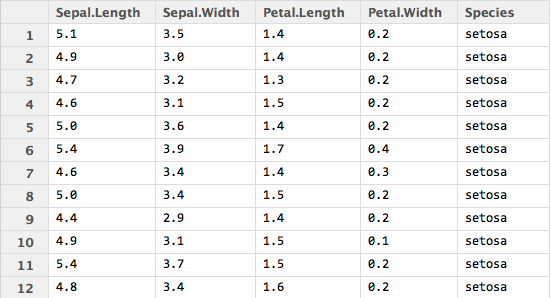 Sepal.Length Sepal.Width Petal.Length Petal.Width Species
1 5.1 3.5 1.4 0.2 setosa
2 4.9 3.0 1.4 0.2 setosa
3 4.7 3.2 1.3 0.2 setosa
4 4.6 3.1 1.5 0.2 setosa
5 5.0 3.6 1.4 0.2 setosa
6 5.4 3.9 1.7 0.4 setosa
7 4.6 3.4 1.4 0.3 setosa
8 5.0 3.4 1.5 0.2 setosa
9 4.4 2.9 1.4 0.2 setosa
10 4.9 3.1 1.5 0.1 setosa
11 5.4 3.7 1.5 0.2 setosa
12 4.8 3.4 1.6 0.2 setosa